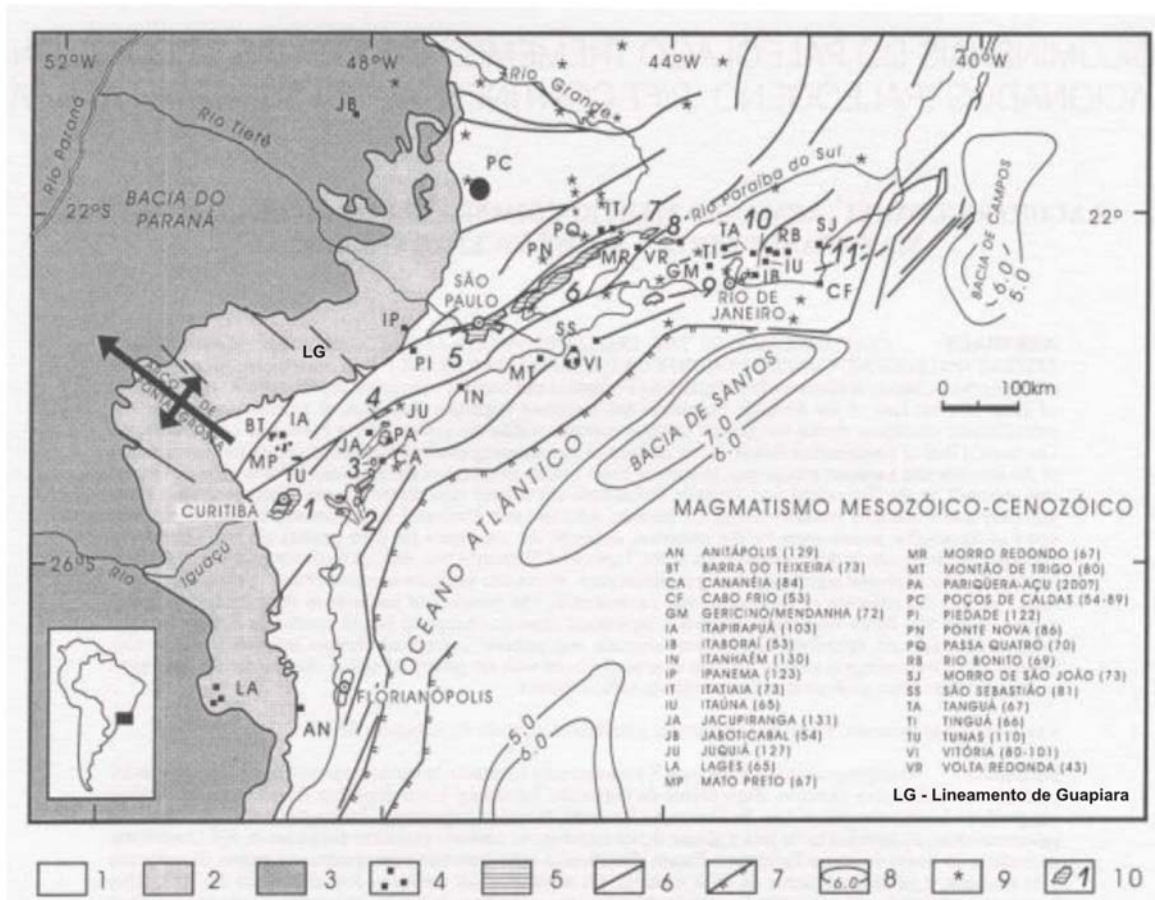 52°W
48°W
44°W
40°W
Rio Paraná
Rio Tietê
JB
Rio Grande
PC
BACIA DO
PARANÁ
22°S
22°
Rio Paraíba do Sul
BACIA DE CAMPOS
6.0
5.0
PN
PQ
IT
7
8
MR
VR
TA
10
RB
SJ
TI
IU
11
GM
IB
9
CF
RIO DE
JANEIRO
SÃO
PAULO
6
IP
LG
PI
5
SS
MT
VI
IN
ARCO DE
PONTA GROSSA
4
JU
BT
IA
JA
PA
MP
CA
3
TU
CURITIBA
1
2
0 100km
BACIA DE SANTOS
7.0
6.0
OCEANO ATLÂNTICO
26°S
Rio Iguaçú
LA
AN
FLORIANÓPOLIS
5.0
6.0
MAGMATISMO MESOZÓICO-CENOZÓICO
AN ANITÁPOLIS (129)
BT BARRA DO TEIXEIRA (73)
CA CANANÉIA (84)
CF CABO FRIO (53)
GM GERICINÓ/MENDANHA (72)
IA ITAPIRAPUÃ (103)
IB ITABORAÍ (53)
IN ITANHAÉM (130)
IP IPANEMA (123)
IT ITATIAIA (73)
IU ITAÚNA (65)
JA JACUPIRANGA (131)
JB JABOTICABAL (54)
JU JUQUIÁ (127)
LA LAGES (65)
MP MATO PRETO (67)
MR MORRO REDONDO (67)
MT MONTÃO DE TRIGO (80)
PA PARIQÜERA-AÇU (200?)
PC POÇOS DE CALDAS (54-89)
PI PIEDADE (122)
PN PONTE NOVA (86)
PQ PASSA QUATRO (70)
RB RIO BONITO (69)
SJ MORRO DE SÃO JOÃO (73)
SS SÃO SEBASTIÃO (81)
TA TANGUÁ (67)
TI TINGUÁ (66)
TU TUNAS (110)
VI VITÓRIA (80-101)
VR VOLTA REDONDA (43)
LG - Lineamento de Guapiara
1 2 3 4 5 6 7 6.0 8 9 1 10